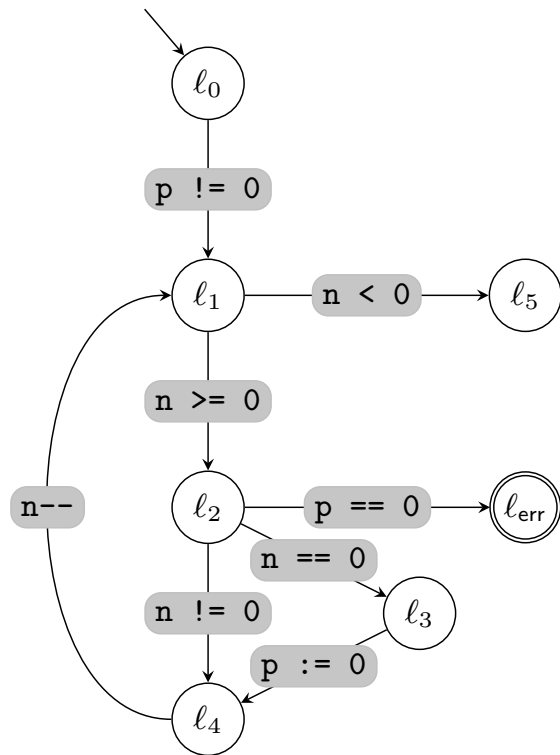 ℓ0
p != 0
ℓ1
n < 0
ℓ5
n >= 0
n--
ℓ2
p == 0
ℓerr
n == 0
n != 0
ℓ3
p := 0
ℓ4